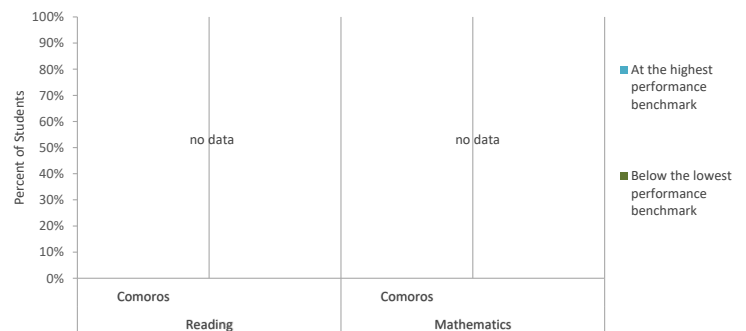 100%
90%
80%
70%
60%
50%
40%
30%
20%
10%
0%
Percent of Students
no data
no data
Comoros
Comoros
Reading
Mathematics
At the highest
performance
benchmark
Below the lowest
performance
benchmark